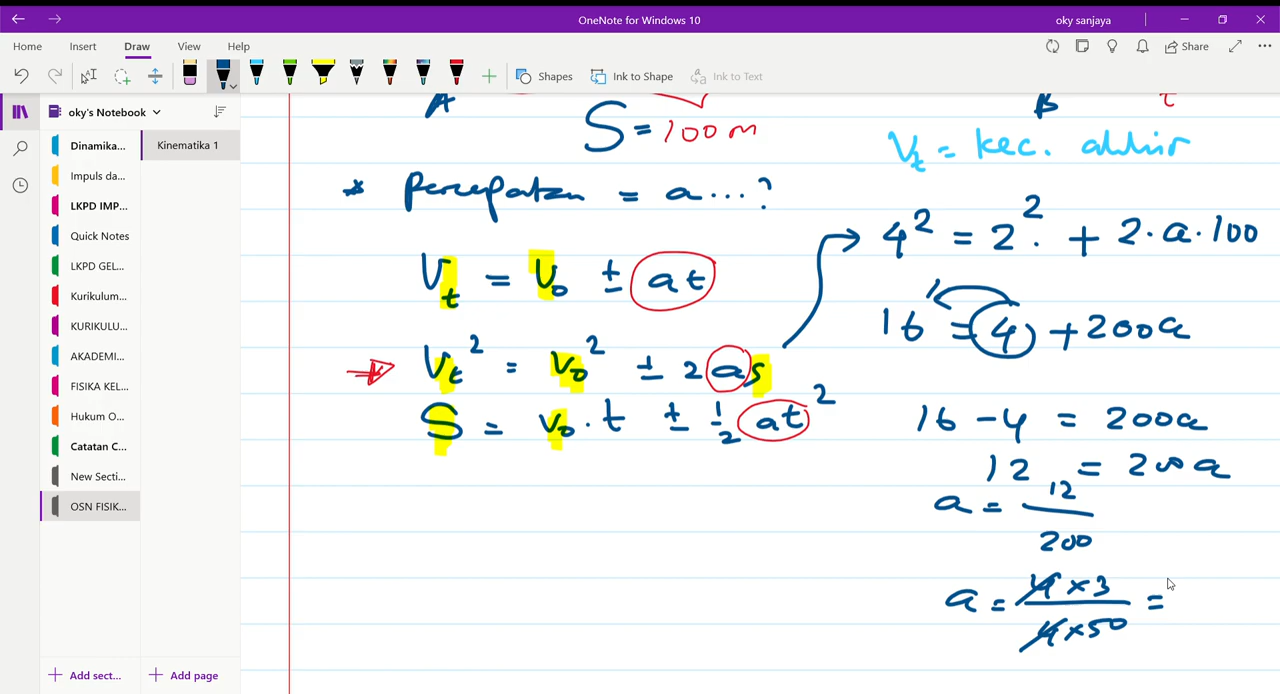 OneNote for Windows 10
oky sanjaya
Home Insert Draw View Help
Share
Shapes
Ink to Shape
Ink to Text
oky's Notebook
Dinamika...
Impuls da...
LKPD IMP...
Quick Notes
LKPD GEL...
Kurikulum...
KURIKULU...
AKADEMI...
FISIKA KEL...
Hukum O...
Catatan C...
New Secti...
OSN FISIK...
Add sect...
Kinematika 1
Add page
A
S = 100 m
B
t
Vt = kec. akhir
* Percepatan = a...?
Vt = V0 ± at
Vt² = V0² ± 2as
S = V0 . t ± 1/2 at²
4² = 2² + 2·a·100
16 = 4 + 200a
16 - 4 = 200a
12 = 200a
a = 12/200
a = 4×3/4×50 =